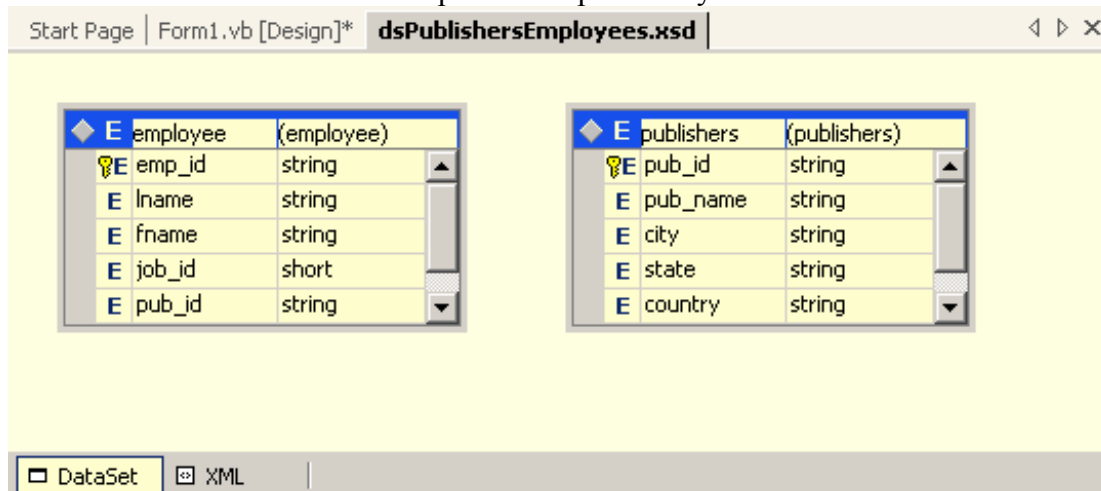 Start Page Form1.vb [Design]* dsPublishersEmployees.xsd
E employee (employee)
E emp_id string
E lname string
E fname string
E job_id short
E pub_id string
E publishers (publishers)
E pub_id string
E pub_name string
E city string
E state string
E country string
DataSet XML